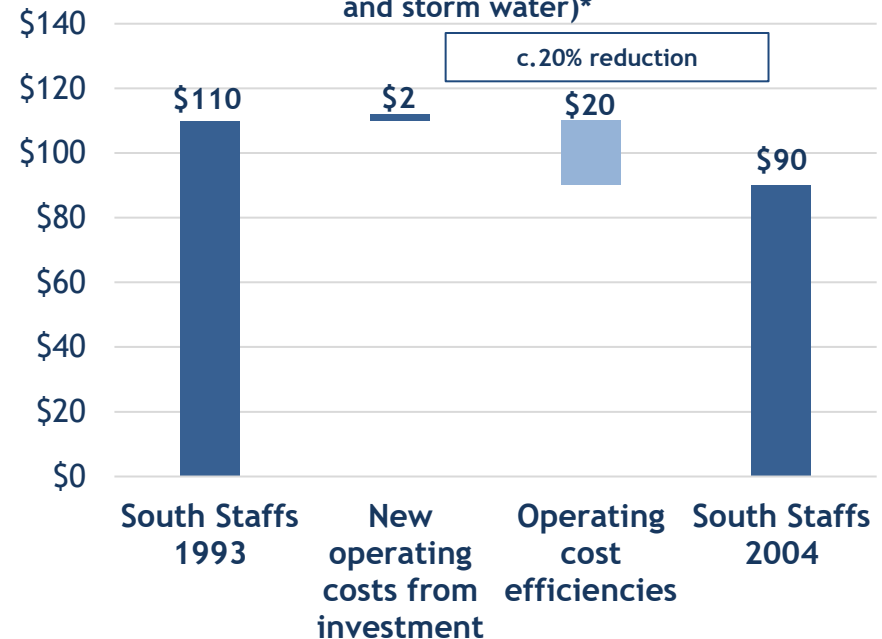 and storm water)*
c.20% reduction
$140
$120
$100
$80
$60
$40
$20
$0
$110
$2
$20
$90
South Staffs
1993
New
operating
costs from
investment
Operating
cost
efficiencies
South Staffs
2004